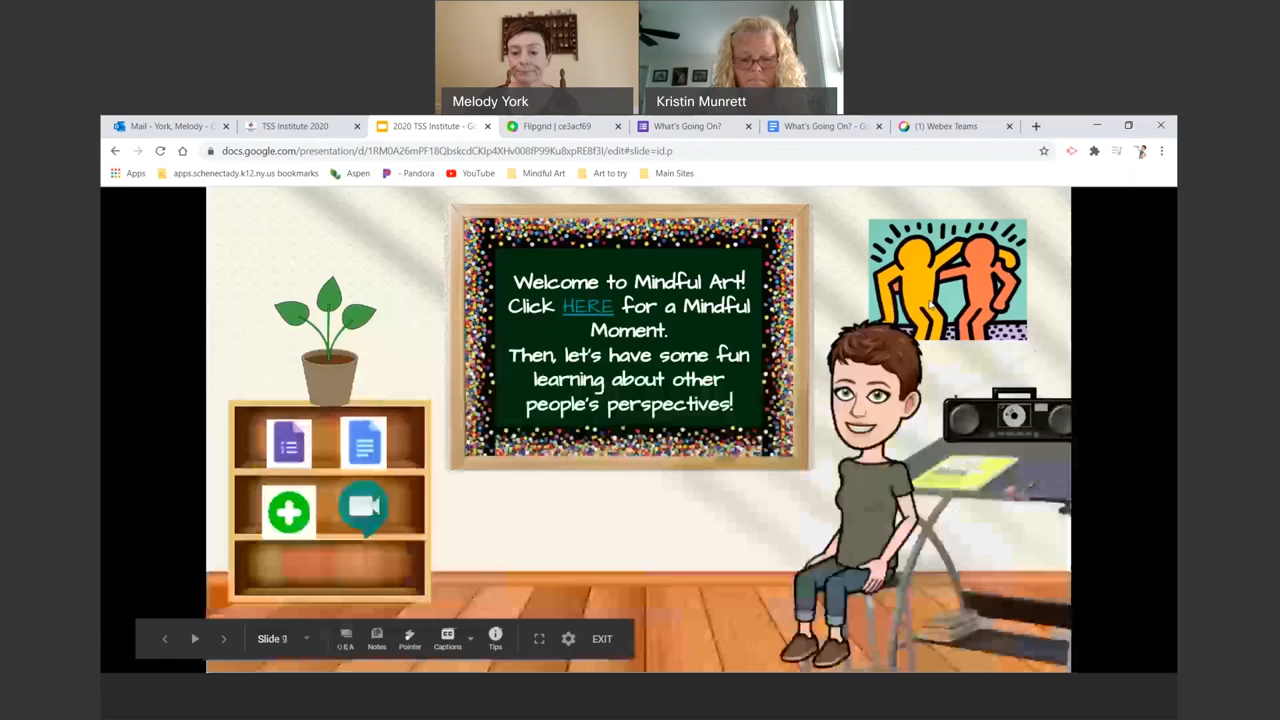 Melody York
Kristin Munrett
Mail - York, Melody - C
TSS Institute 2020
2020 TSS Institute - Go
Flipgrid | ce3acf69
What's Going On?
What's Going On? - G
(1) Webex Teams
docs.google.com/presentation/d/1RM0A26mPF18QbskcdCKIp4XHv008fP99Ku8xpRE8f3I/edit#slide=id.p
Apps
apps.schenectady.k12.ny.us bookmarks
Aspen
- Pandora
YouTube
Mindful Art
Art to try
Main Sites
Welcome to Mindful Art!
Click HERE for a Mindful
Moment.
Then, let's have some fun
learning about other
people's perspectives!
Slide 9
Q & A
Notes
Pointer
CC
Captions
Tips
EXIT